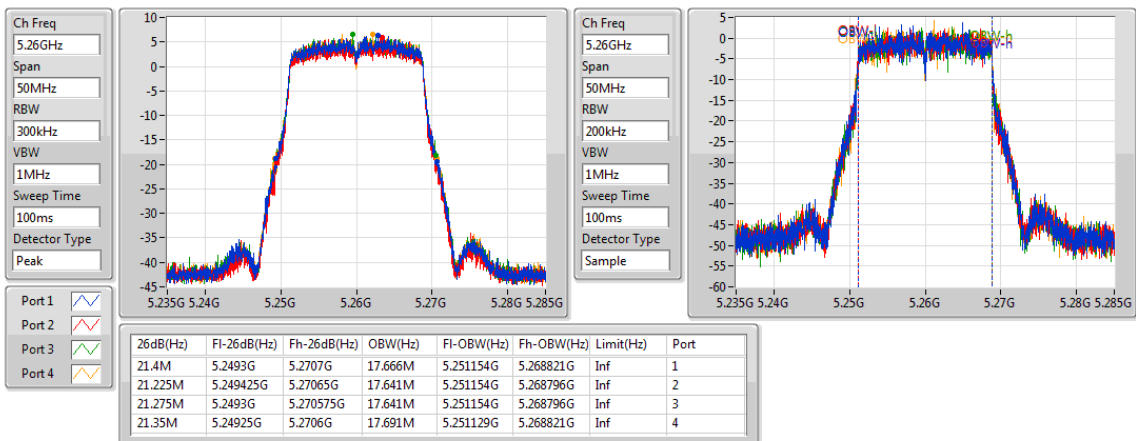 Ch Freq
5.26GHz
Span
50MHz
RBW
300kHz
VBW
1MHz
Sweep Time
100ms
Detector Type
Peak
10
5
0
-5
-10
-15
-20
-25
-30
-35
-40
-45
5.235G 5.24G 5.25G 5.26G 5.27G 5.28G 5.285G
Ch Freq
5.26GHz
Span
50MHz
RBW
200kHz
VBW
1MHz
Sweep Time
100ms
Detector Type
Sample
5
0
-5
-10
-15
-20
-25
-30
-35
-40
-45
-50
-55
-60
5.235G 5.24G 5.25G 5.26G 5.27G 5.28G 5.285G
Port 1
Port 2
Port 3
Port 4
26dB(Hz) Fl-26dB(Hz) Fh-26dB(Hz) OBW(Hz) Fl-OBW(Hz) Fh-OBW(Hz) Limit(Hz) Port
21.4M 5.2493G 5.2707G 17.666M 5.251154G 5.268821G Inf 1
21.225M 5.249425G 5.27065G 17.641M 5.251154G 5.268796G Inf 2
21.275M 5.2493G 5.270575G 17.641M 5.251154G 5.268796G Inf 3
21.35M 5.24925G 5.2706G 17.691M 5.251129G 5.268821G Inf 4